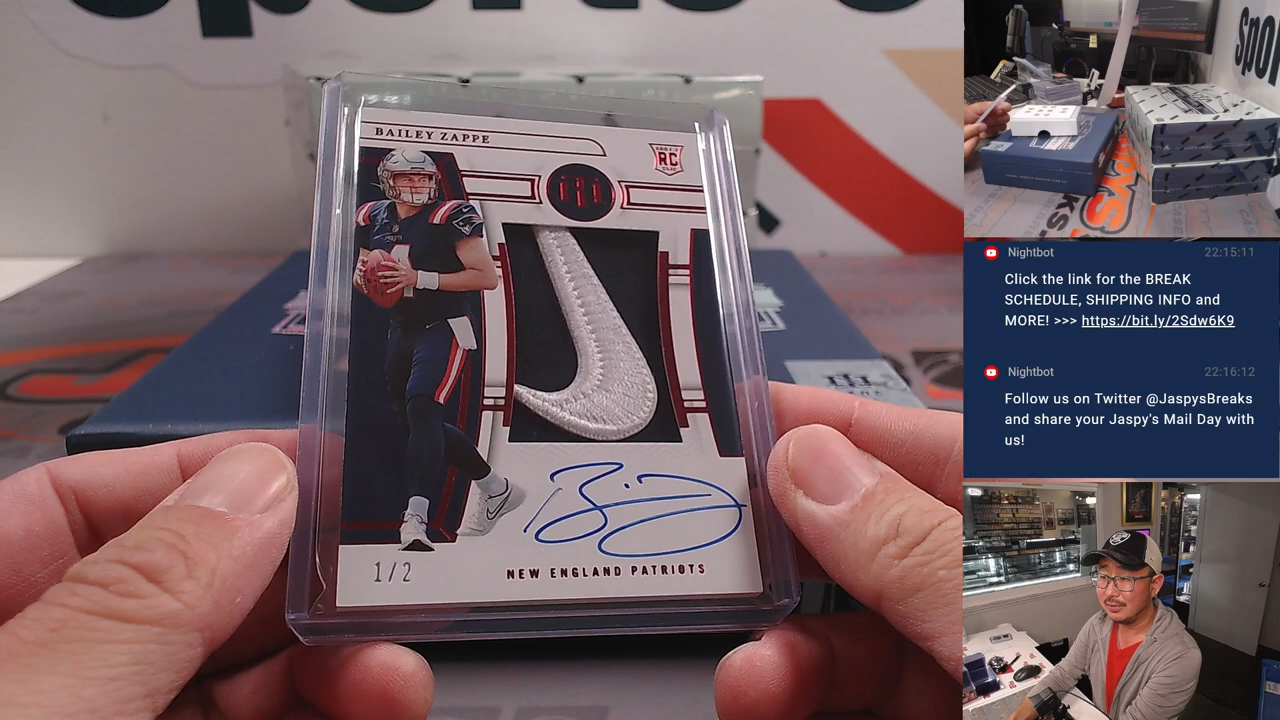 BAILEY ZAPPE
RC
1/2
NEW ENGLAND PATRIOTS
Nightbot
22:15:11
Click the link for the BREAK
SCHEDULE, SHIPPING INFO and
MORE! >>> https://bit.ly/2Sdw6K9
Nightbot
22:16:12
Follow us on Twitter @JaspysBreaks
and share your Jaspy's Mail Day with
us!